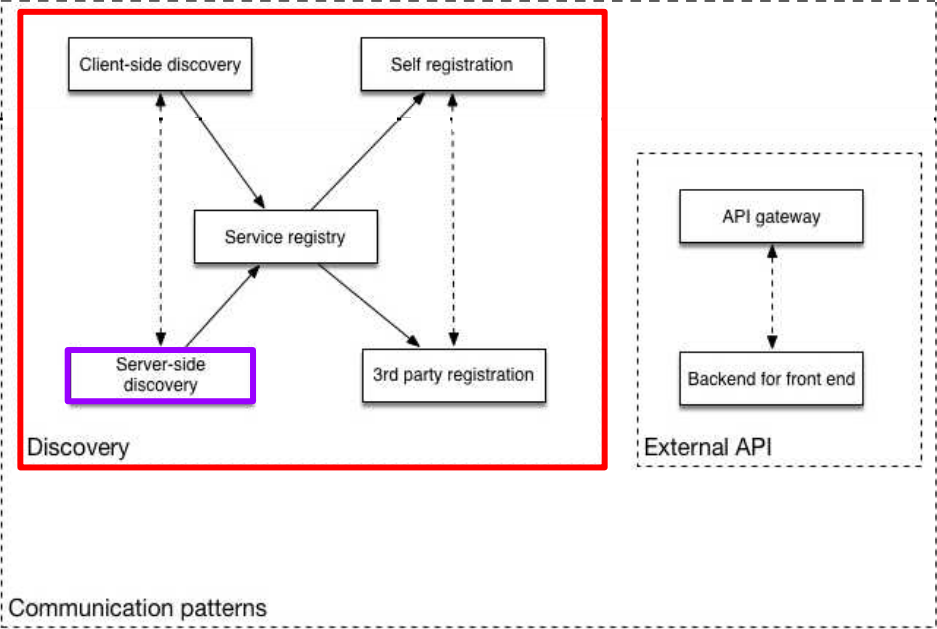 Client-side discovery
Self registration
Service registry
Server-side
discovery
3rd party registration
Discovery
API gateway
Backend for front end
External API
Communication patterns